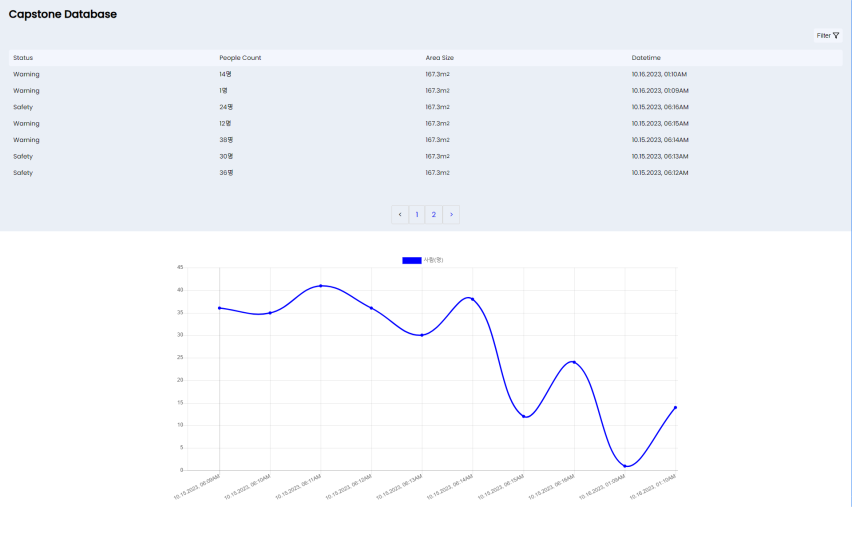 Capstone Database
Filter
Status People Count Area Size Datetime
Warning 14명 167.3m2 10.16.2023, 01:10AM
Warning 1명 167.3m2 10.16.2023, 01:09AM
Safety 24명 167.3m2 10.15.2023, 06:16AM
Warning 12명 167.3m2 10.15.2023, 06:15AM
Warning 38명 167.3m2 10.15.2023, 06:14AM
Safety 30명 167.3m2 10.15.2023, 06:13AM
Safety 36명 167.3m2 10.15.2023, 06:12AM
< 1 2 >
사람(명)
45
40
35
30
25
20
15
10
5
0
10.15.2023, 06:09AM
10.15.2023, 06:10AM
10.15.2023, 06:11AM
10.15.2023, 06:12AM
10.15.2023, 06:13AM
10.15.2023, 06:14AM
10.15.2023, 06:15AM
10.15.2023, 06:16AM
10.16.2023, 01:09AM
10.16.2023, 01:10AM